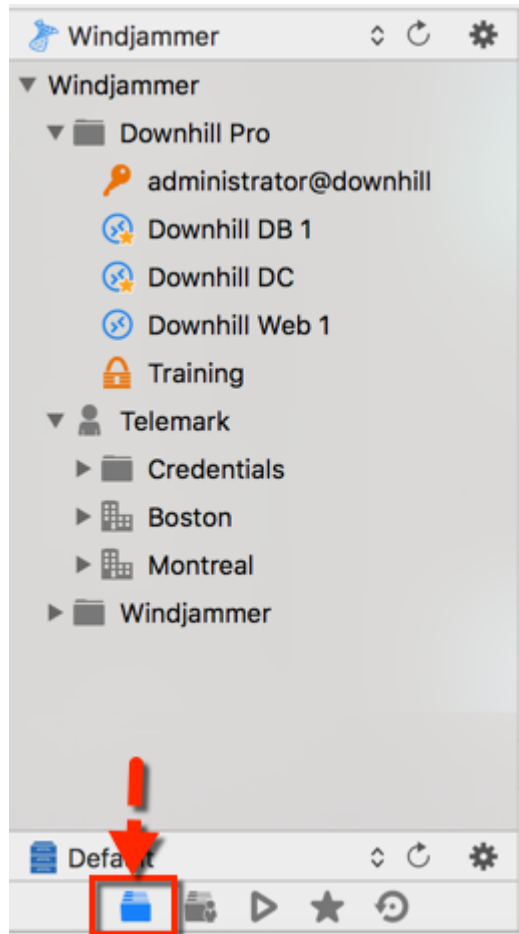 Windjammer
Windjammer
Downhill Pro
administrator@downhill
Downhill DB 1
Downhill DC
Downhill Web 1
Training
Telemark
Credentials
Boston
Montreal
Windjammer
Default